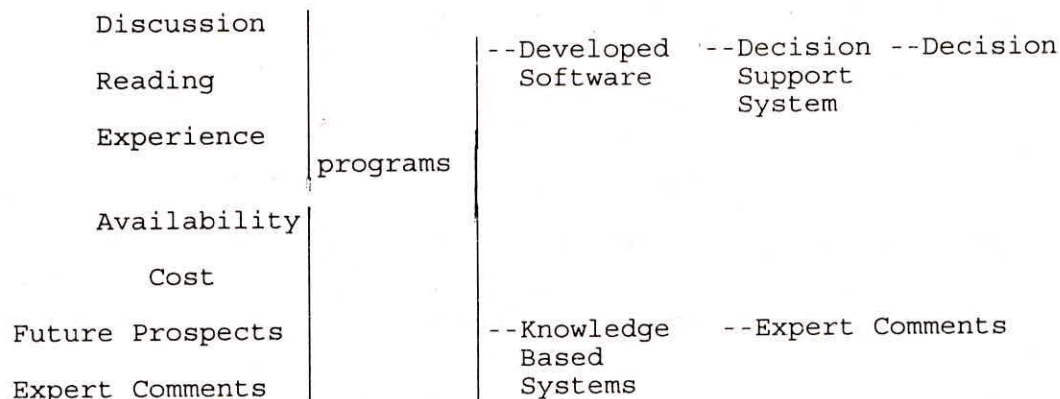 Discussion
--Developed --Decision --Decision
Software Support
Reading
System
Experience
programs
Availability
Cost
Future Prospects --Knowledge --Expert Comments
Based
Expert Comments Systems